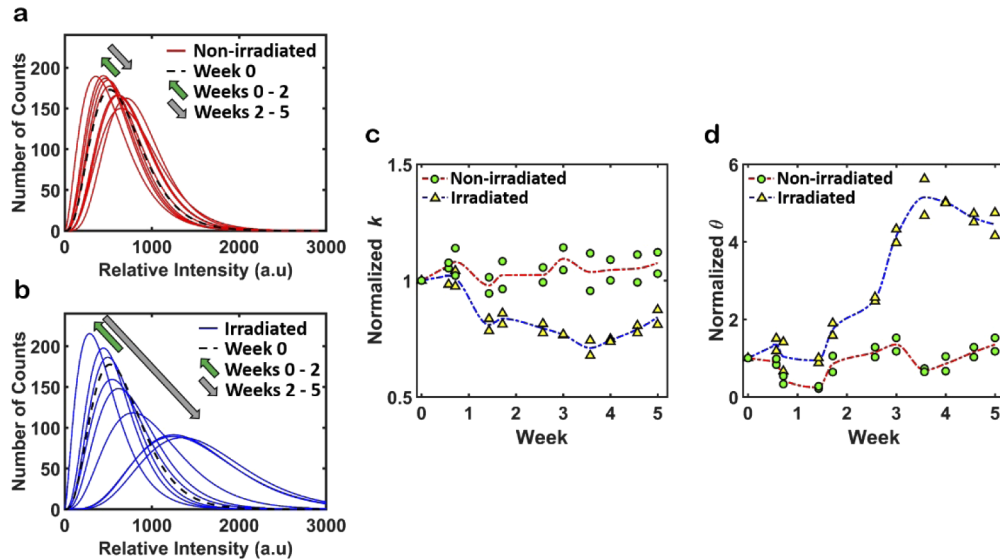 a
Number of Counts
200
150
100
50
0
Non-irradiated
Week 0
Weeks 0 - 2
Weeks 2 - 5
0
1000
2000
3000
Relative Intensity (a.u)
b
Number of Counts
200
150
100
50
0
Irradiated
Week 0
Weeks 0 - 2
Weeks 2 - 5
0
1000
2000
3000
Relative Intensity (a.u)
c
Normalized k
1.5
1
0.5
Non-irradiated
Irradiated
0
1
2
3
4
5
Week
d
Normalized θ
6
4
2
0
Non-irradiated
Irradiated
0
1
2
3
4
5
Week